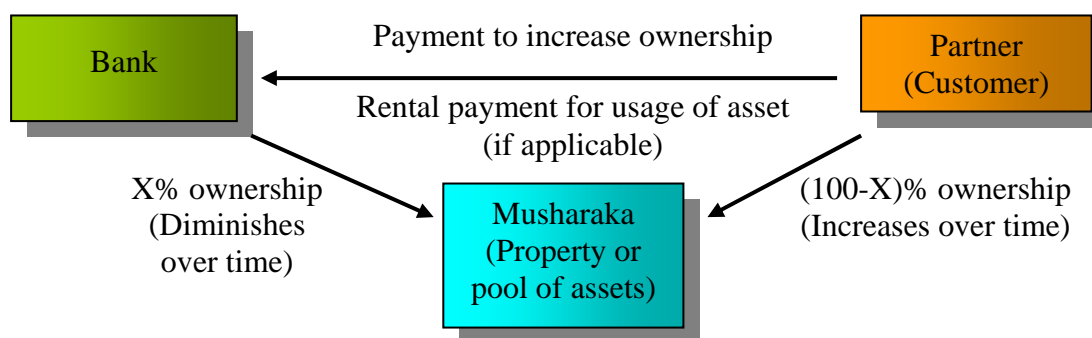 Bank
Payment to increase ownership
Partner
(Customer)
Rental payment for usage of asset
(if applicable)
X% ownership
(Diminishes
over time)
Musharaka
(Property or
pool of assets)
(100-X)% ownership
(Increases over time)